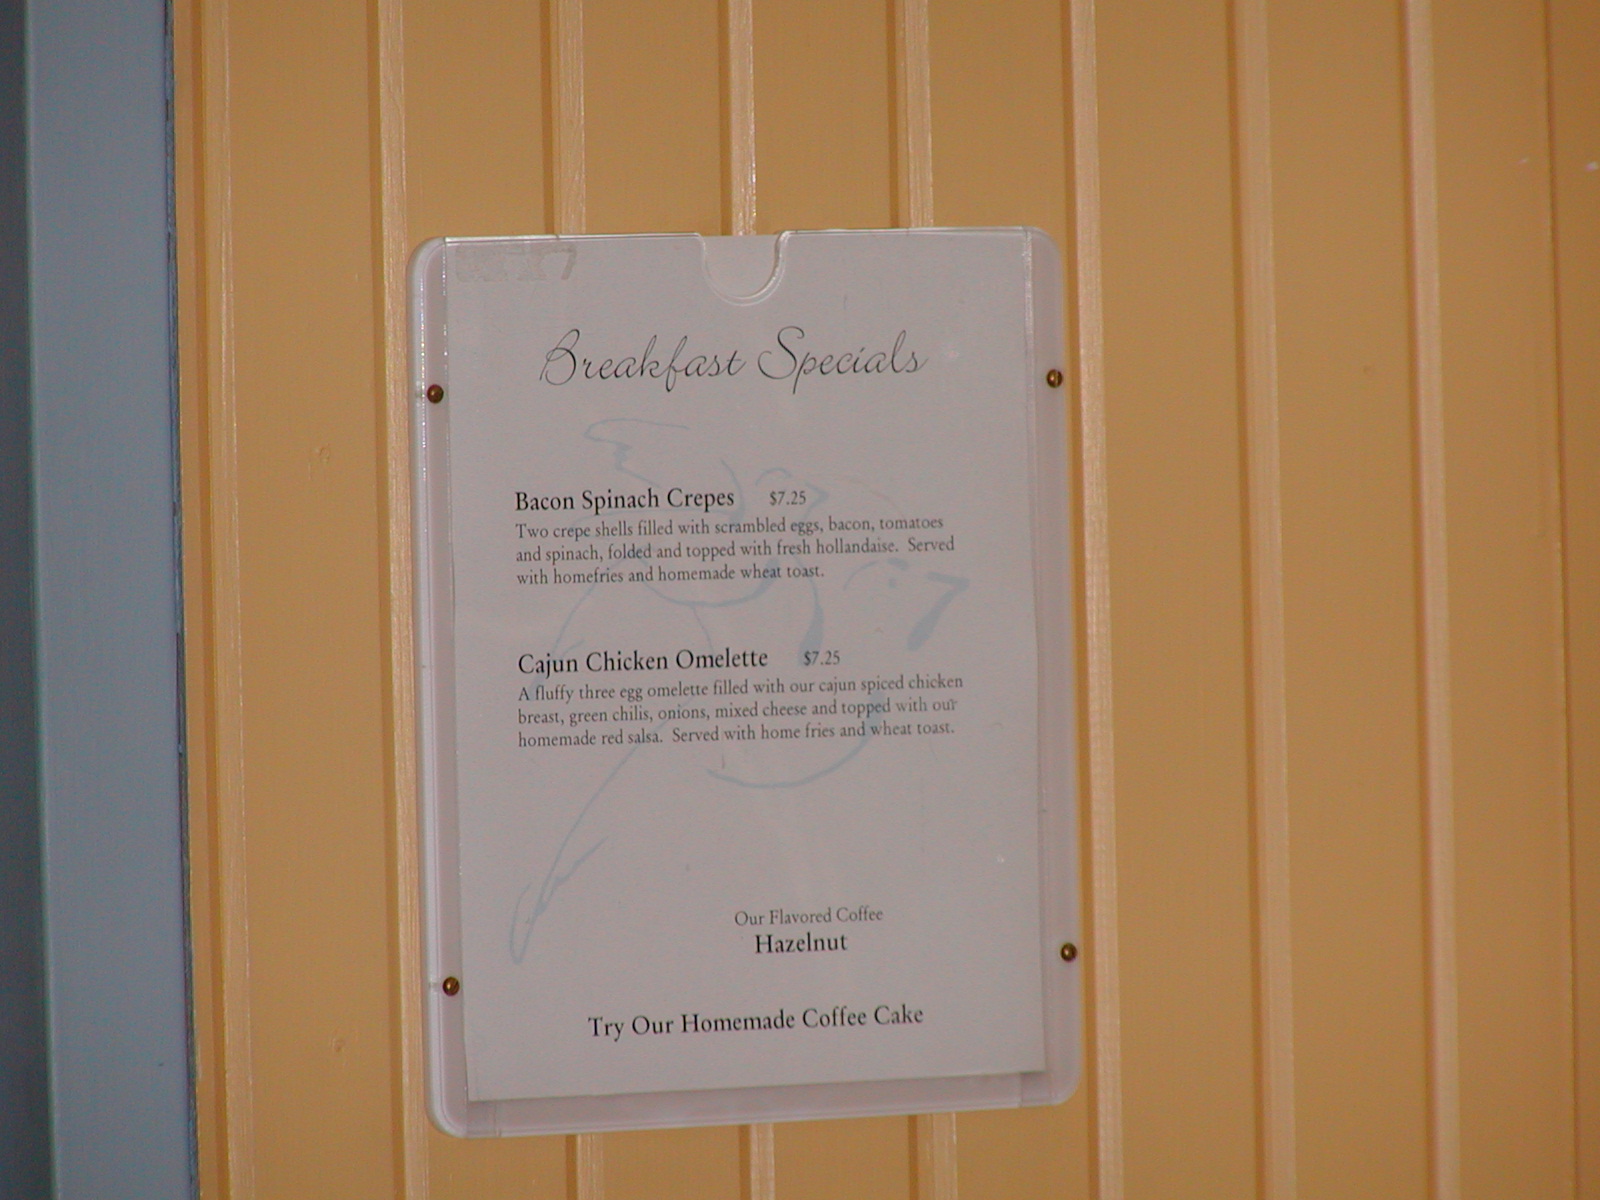 Breakfast Specials
Bacon Spinach Crepes $7.25
Two crepe shells filled with scrambled eggs, bacon, tomatoes
and spinach, folded and topped with fresh hollandaise. Served
with homefries and homemade wheat toast.
Cajun Chicken Omelette $7.25
A fluffy three egg omelette filled with our cajun spiced chicken
breast, green chilis, onions, mixed cheese and topped with our
homemade red salsa. Served with home fries and wheat toast.
Our Flavored Coffee
Hazelnut
Try Our Homemade Coffee Cake